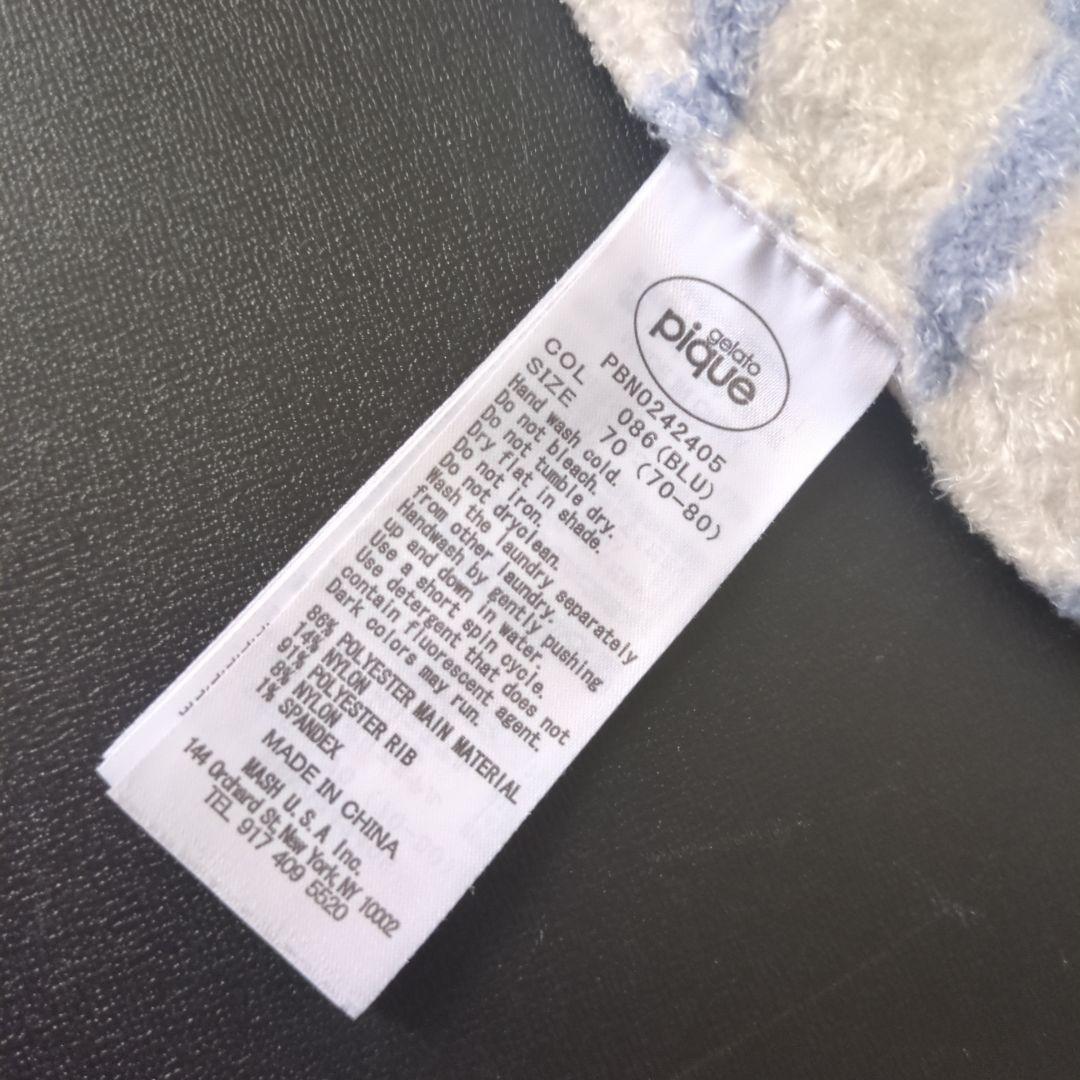 gelato
pique
PBN0242405
COL 086(BLU)
SIZE 70 (70-80)
Hand wash cold.
Do not bleach.
Do not tumble dry.
Dry flat in shade.
Do not iron.
Do not dryclean.
Wash the laundry separately
from other laundry.
Handwash by gently pushing
up and down in water.
Use a short spin cycle.
Use detergent that does not
contain fluorescent agent.
Dark colors may run.
86% POLYESTER MAIN MATERIAL
14% NYLON
91% POLYESTER RIB
8% NYLON
1% SPANDEX
MADE IN CHINA
MASH U.S.A Inc.
144 Orchard St, New York, NY 10002
TEL 917 409 5520